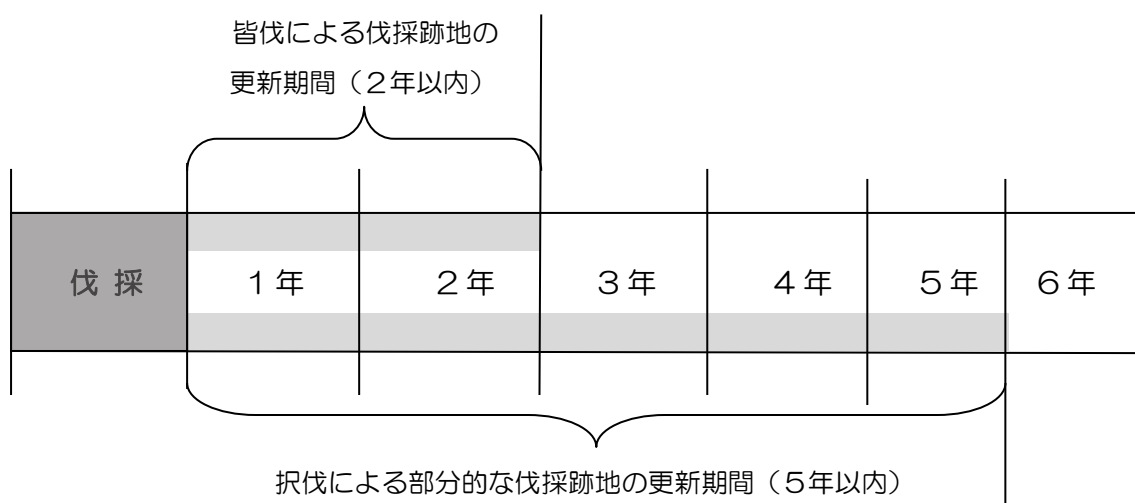 皆伐による伐採跡地の
更新期間（２年以内）
伐 採
１年
２年
３年
４年
５年
６年
択伐による部分的な伐採跡地の更新期間（５年以内）